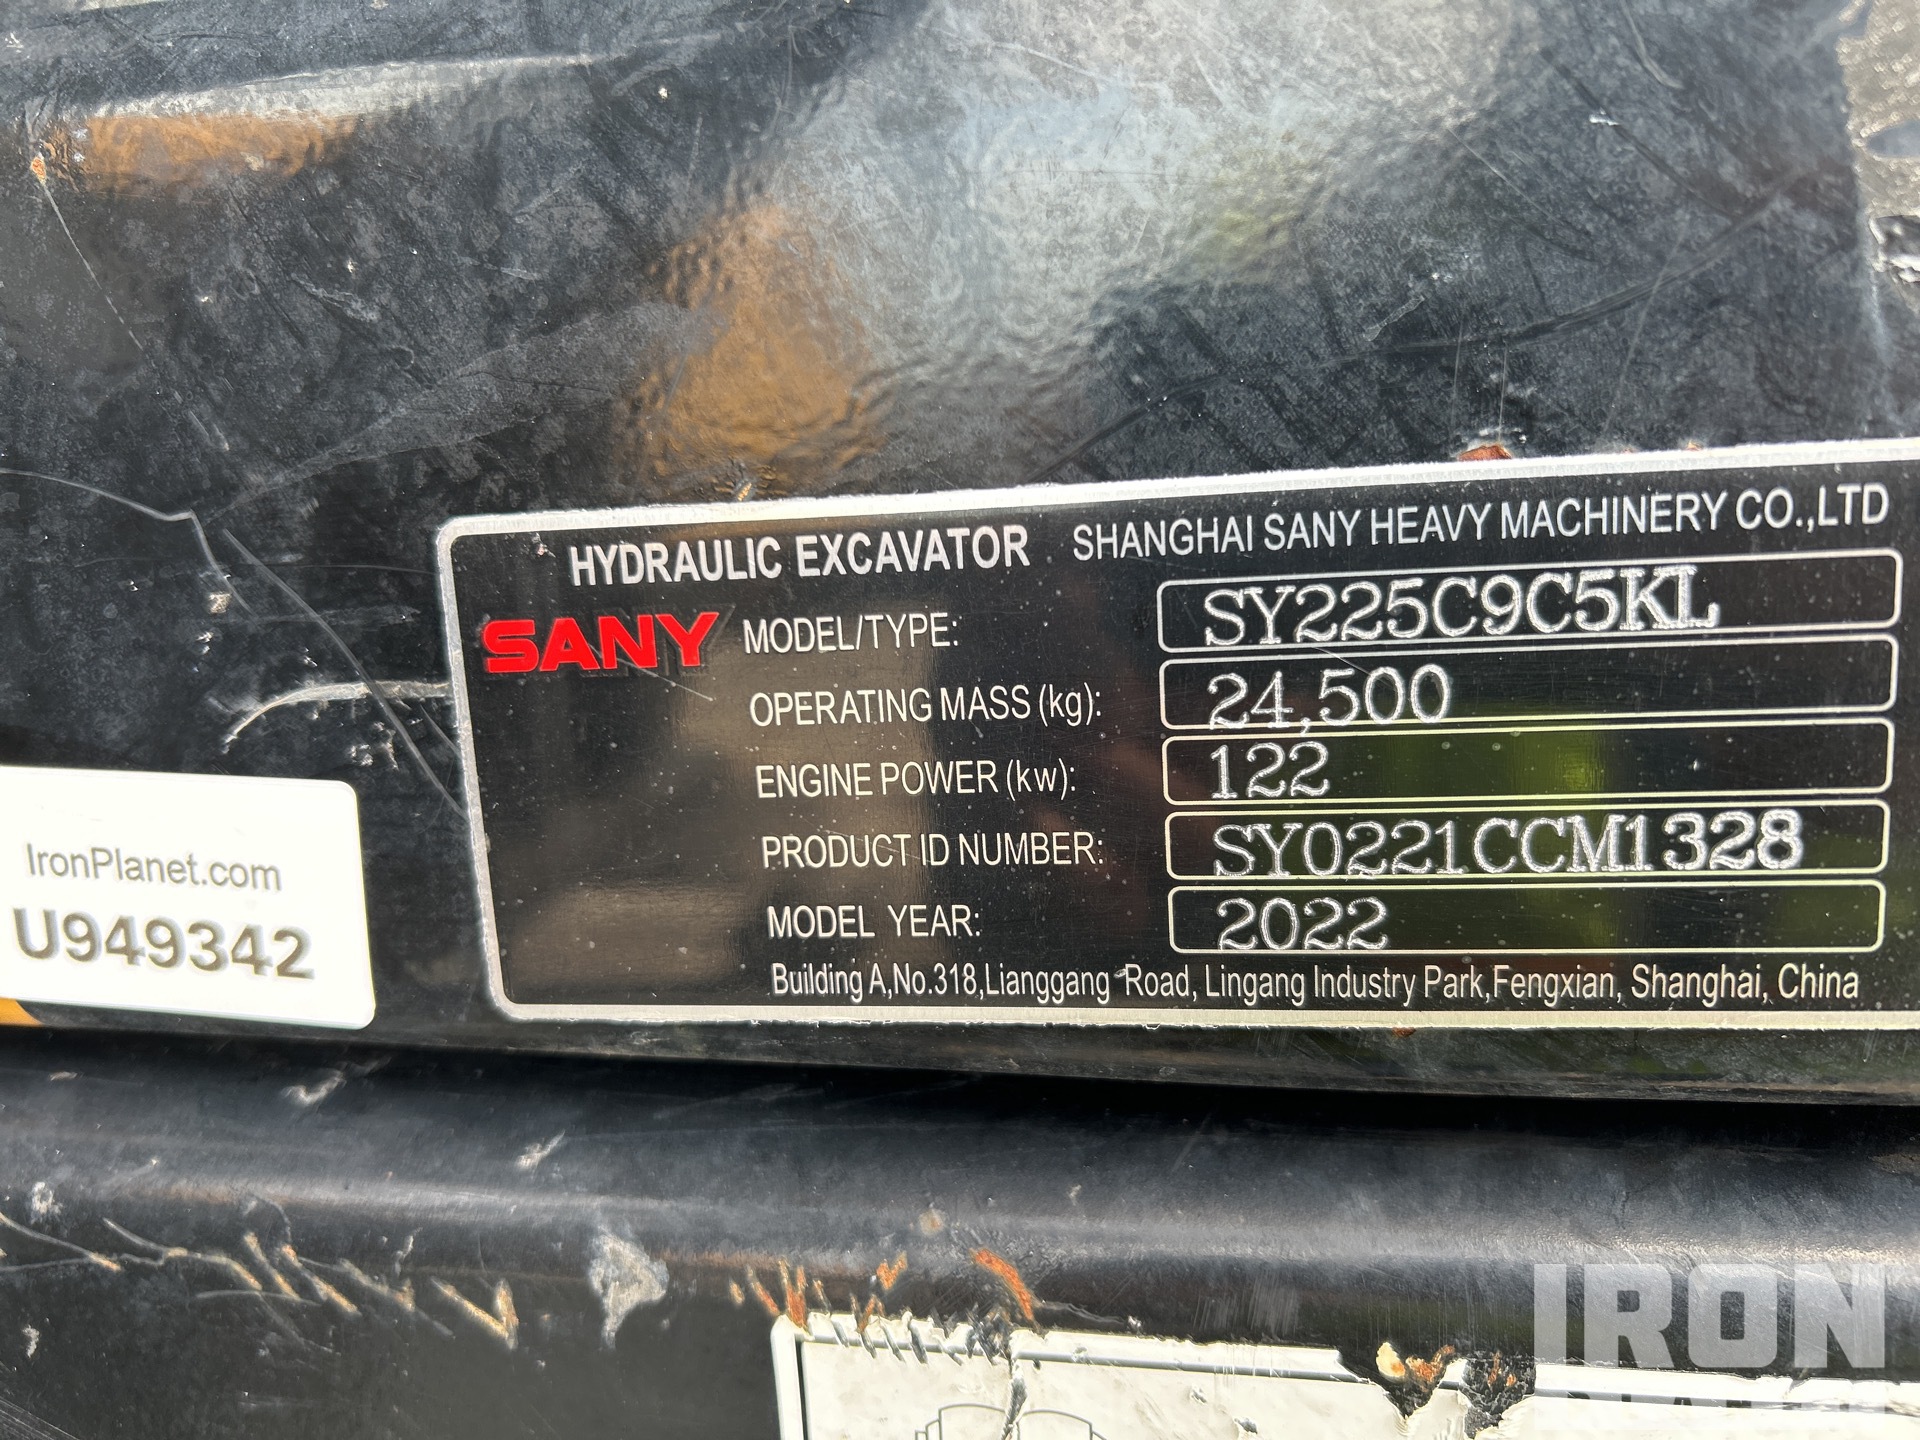 HYDRAULIC EXCAVATOR SHANGHAI SANY HEAVY MACHINERY CO.,LTD
SANY MODEL/TYPE: SY225C9C5KL
OPERATING MASS (kg): 24,500
ENGINE POWER (kw): 122
PRODUCT ID NUMBER: SY0221CCM1328
MODEL YEAR: 2022
Building A,No.318,Lianggang Road, Lingang Industry Park,Fengxian, Shanghai, China
IronPlanet.com
U949342
IRON